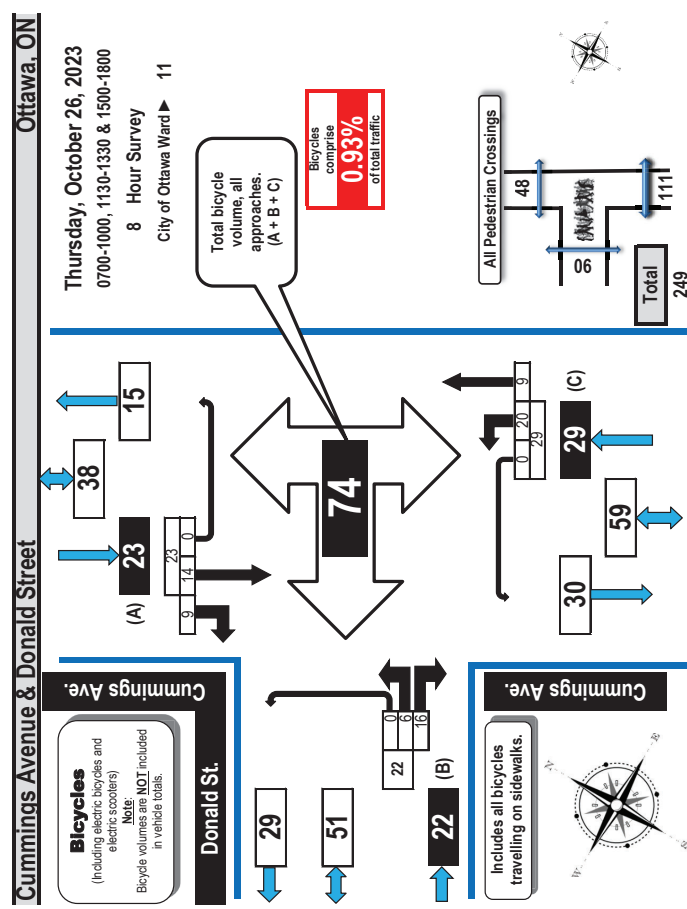 Cummings Avenue & Donald Street
Ottawa, ON
Bicycles
(Including electric bicycles and
electric scooters)
Note:
Bicycle volumes are NOT included
in vehicle totals.
Thursday, October 26, 2023
0700-1000, 1130-1330 & 1500-1800
8 Hour Survey
City of Ottawa Ward ► 11
Cummings Ave.
Donald St.
(A)
23
38
15
23
9
14
0
Total bicycle
volume, all
approaches.
(A + B + C)
Bicycles
comprise
0.93%
of total traffic
29
51
22
(B)
22
0
6
16
74
Includes all bicycles
travelling on sidewalks.
Cummings Ave.
N
E
S
W
30
59
29
(C)
0
20
9
29
All Pedestrian Crossings
48
90
111
Total
249